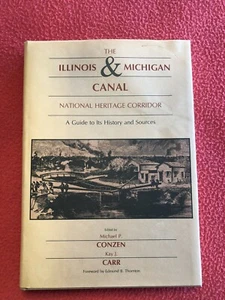 THE
ILLINOIS & MICHIGAN
CANAL
NATIONAL HERITAGE CORRIDOR
A Guide to Its History and Sources
Edited by
Michael P.
CONZEN
Kay J.
CARR
Foreword by Edmund B. Thornton